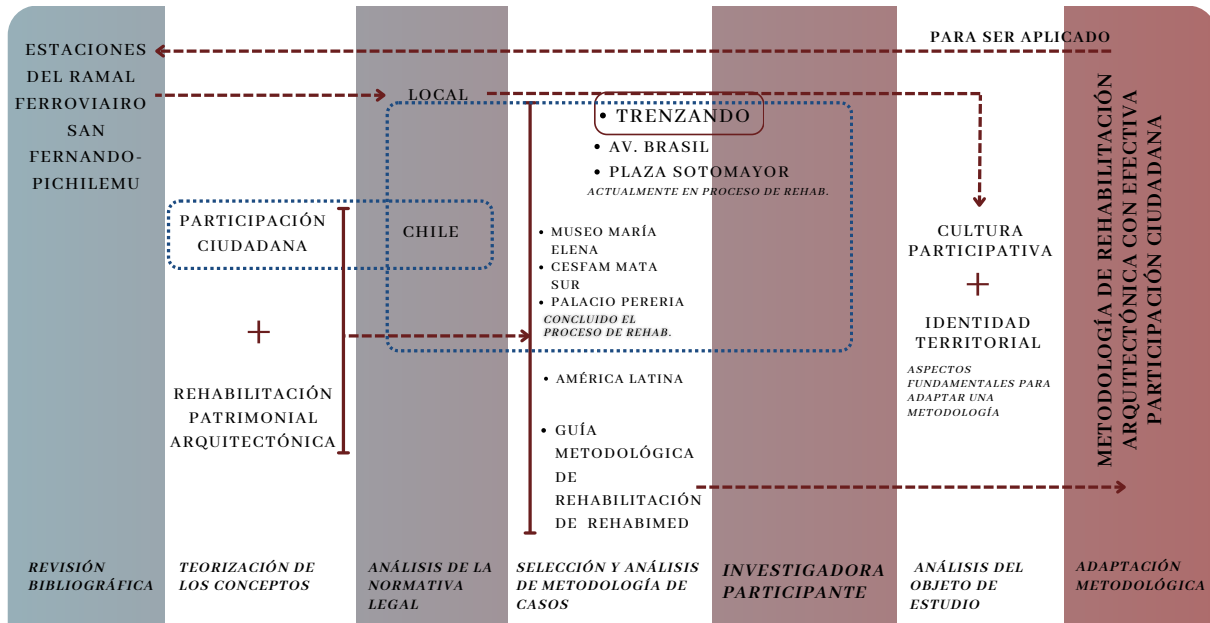 ESTACIONES
DEL RAMAL
FERROVIAIRO
SAN
FERNANDO-
PICHILEMU
REVISIÓN
BIBLIOGRÁFICA
PARTICIPACIÓN
CIUDADANA
+
REHABILITACIÓN
PATRIMONIAL
ARQUITECTÓNICA
TEORIZACIÓN DE
LOS CONCEPTOS
LOCAL
CHILE
ANÁLISIS DE LA
NORMATIVA
LEGAL
• TRENZANDO
• AV. BRASIL
• PLAZA SOTOMAYOR
ACTUALMENTE EN PROCESO DE REHAB.
• MUSEO MARÍA
ELENA
• CESFAM MATA
SUR
• PALACIO PERERIA
CONCLUIDO EL
PROCESO DE REHAB.
• AMÉRICA LATINA
• GUÍA
METODOLÓGICA
DE
REHABILITACIÓN
DE REHABIMED
SELECCIÓN Y ANÁLISIS
DE METODOLOGÍA DE
CASOS
INVESTIGADORA
PARTICIPANTE
PARA SER APLICADO
CULTURA
PARTICIPATIVA
+
IDENTIDAD
TERRITORIAL
ASPECTOS
FUNDAMENTALES PARA
ADAPTAR UNA
METODOLOGÍA
ANÁLISIS DEL
OBJETO DE
ESTUDIO
METODOLOGÍA DE REHABILITACIÓN
ARQUITECTÓNICA CON EFECTIVA
PARTICIPACIÓN CIUDADANA
ADAPTACIÓN
METODOLÓGICA